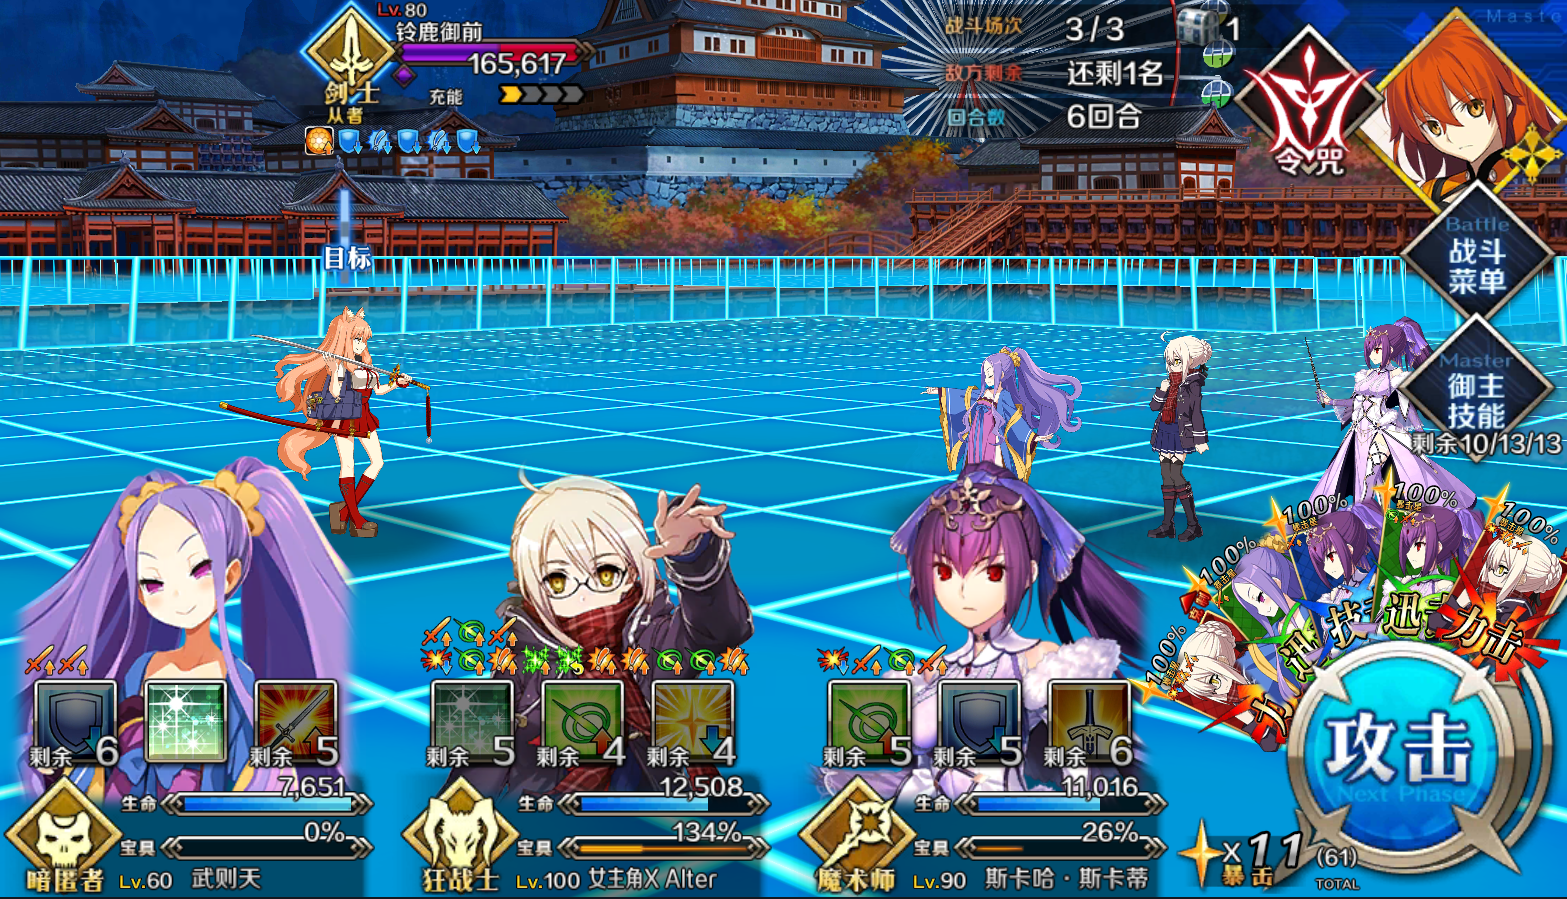 Lv.80
铃鹿御前
165,617
剑士
从者
充能
目标
战斗场次 3/3
1
敌方剩余 还剩1名
回合数 6回合
令咒
Battle
战斗
菜单
Master
御主
技能
剩余10/13/13
100%
100%
100%
100%
100%
迅
技
迅
力击
力
剩余 6
剩余 5
剩余 5
剩余 4
剩余 4
剩余 5
剩余 5
剩余 6
攻击
Next Phase
生命 7,651
宝具 0%
暗匿者 Lv.60 武则天
生命 12,508
宝具 134%
狂战士 Lv.100 女主角X Alter
生命 11,016
宝具 26%
魔术师 Lv.90 斯卡哈·斯卡蒂
X 11 (61)
暴击 TOTAL